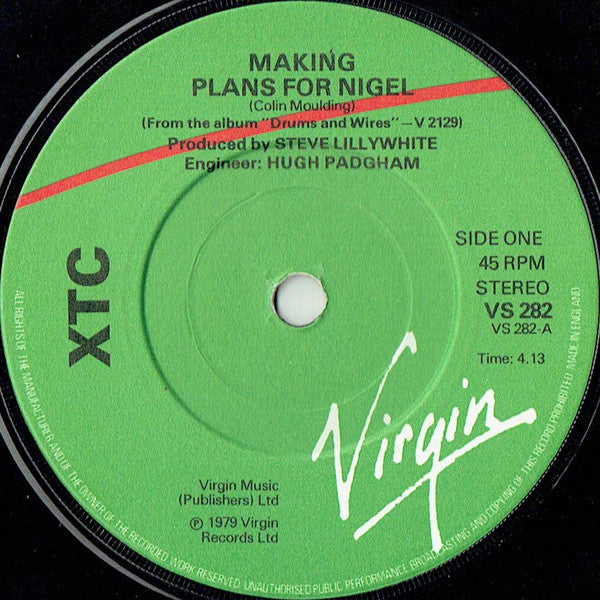 MAKING
PLANS FOR NIGEL
(Colin Moulding)
(From the album "Drums and Wires"—V 2129)
Produced by STEVE LILLYWHITE
Engineer: HUGH PADGHAM
XTC
SIDE ONE
45 RPM
STEREO
VS 282
VS 282-A
Time: 4.13
Virgin
Virgin Music
(Publishers) Ltd
℗ 1979 Virgin
Records Ltd
ALL RIGHTS OF THE MANUFACTURER AND OF THE OWNER OF THE RECORDED WORK RESERVED. UNAUTHORISED PUBLIC PERFORMANCE BROADCASTING AND COPYING OF THIS RECORD PROHIBITED. MADE IN ENGLAND